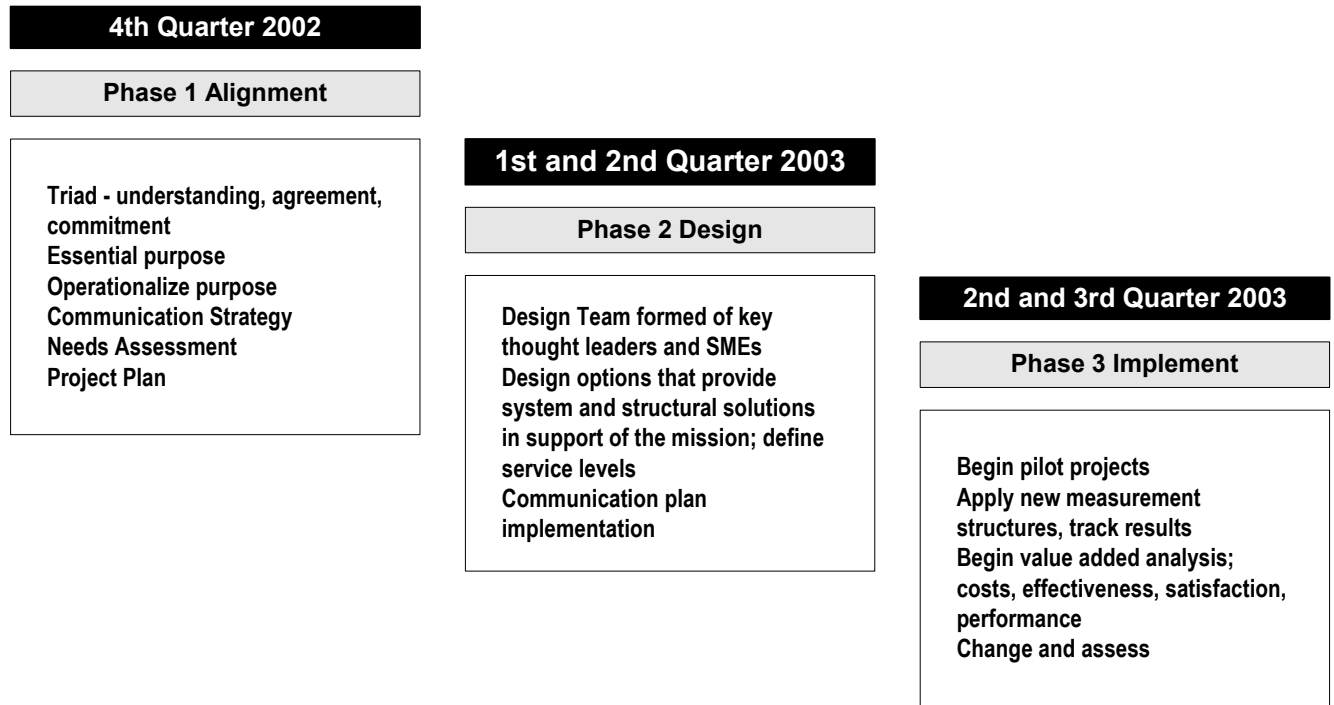 4th Quarter 2002
Phase 1 Alignment
Triad - understanding, agreement,
commitment
Essential purpose
Operationalize purpose
Communication Strategy
Needs Assessment
Project Plan
1st and 2nd Quarter 2003
Phase 2 Design
Design Team formed of key
thought leaders and SMEs
Design options that provide
system and structural solutions
in support of the mission; define
service levels
Communication plan
implementation
2nd and 3rd Quarter 2003
Phase 3 Implement
Begin pilot projects
Apply new measurement
structures, track results
Begin value added analysis;
costs, effectiveness, satisfaction,
performance
Change and assess